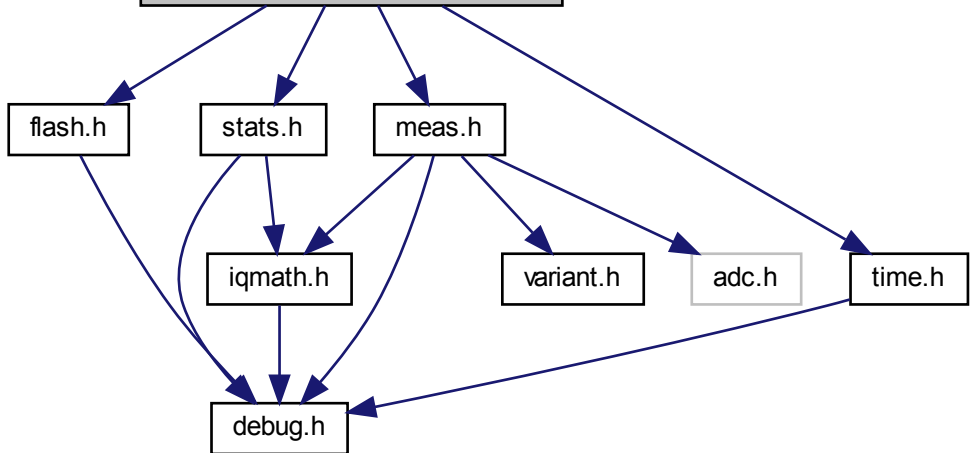 flash.h
stats.h
meas.h
iqmath.h
variant.h
adc.h
time.h
debug.h